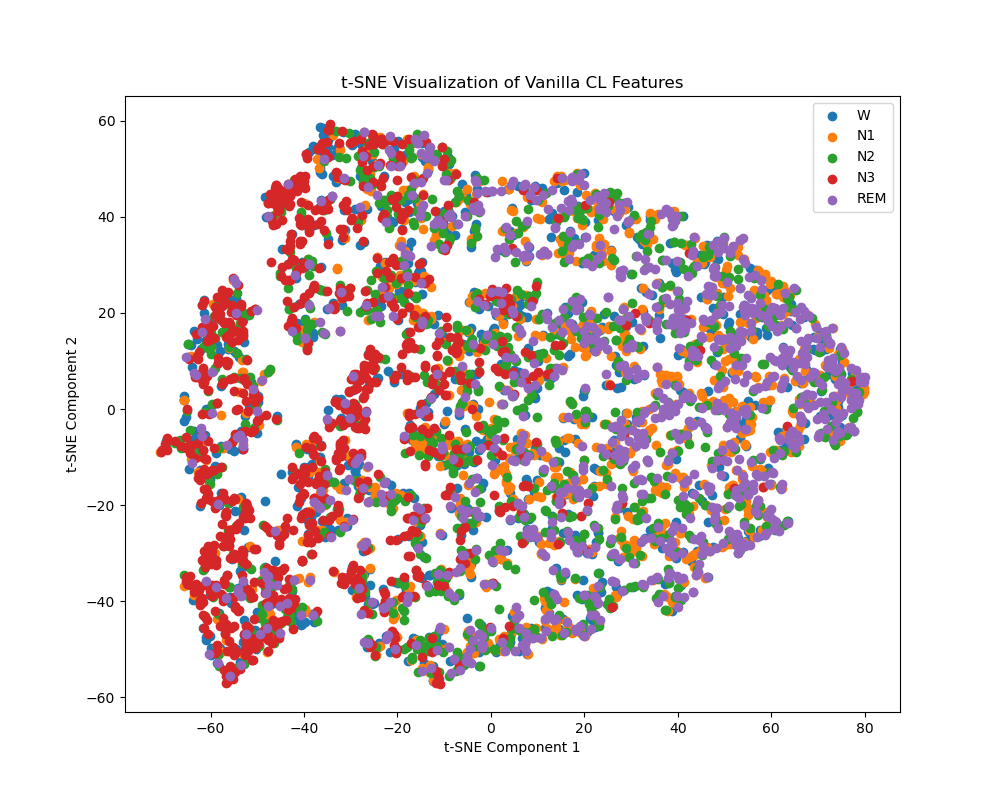 t-SNE Visualization of Vanilla CL Features
W
N1
N2
N3
REM
60
40
20
0
−20
−40
−60
t-SNE Component 2
−60 −40 −20 0 20 40 60 80
t-SNE Component 1